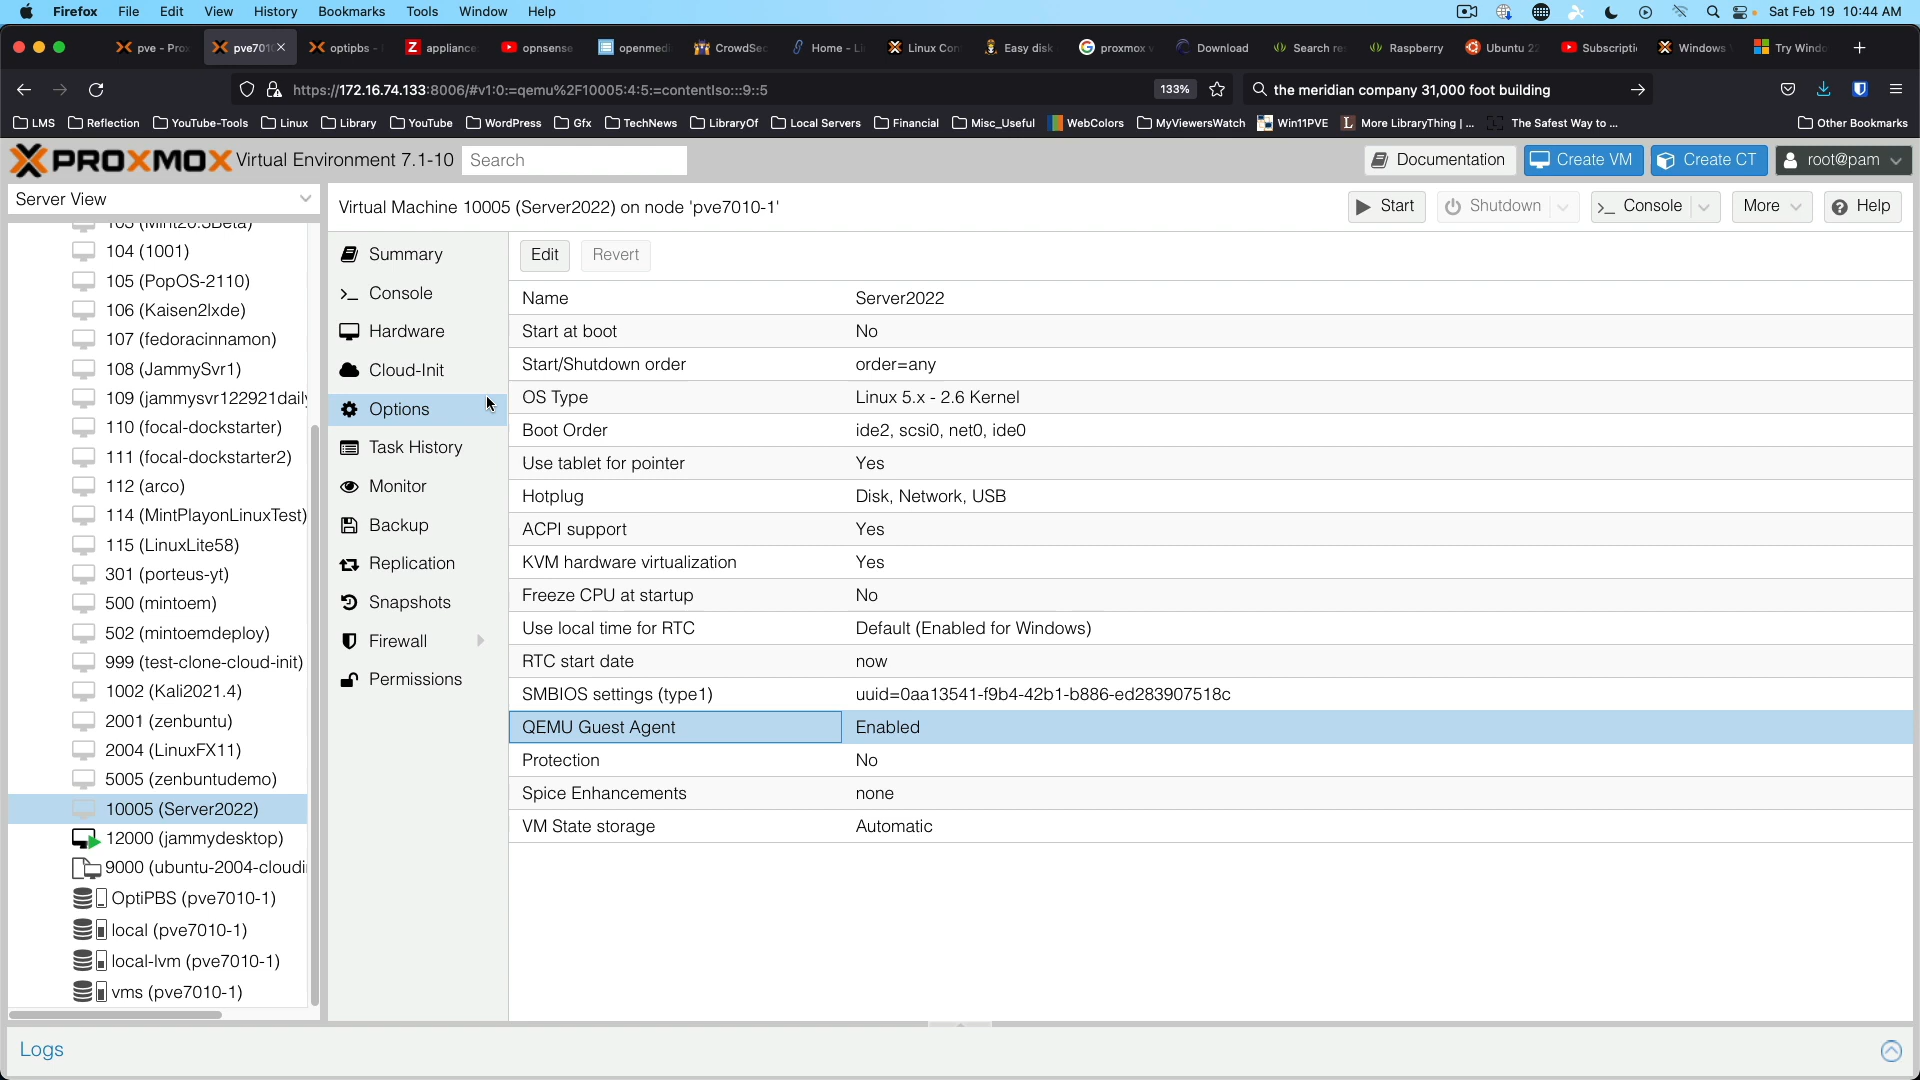 Firefox File Edit View History Bookmarks Tools Window Help Sat Feb 19 10:44 AM
pve - Pro pve701 optipbs - appliance opnsense openmedi CrowdSec Home - Li Linux Con Easy disk proxmox v Download Search re Raspberry Ubuntu 22 Subscripti Windows Try Windo
https://172.16.74.133:8006/#v1:0:=qemu%2F10005:4:5:=contentIso:::9::5 133% the meridian company 31,000 foot building
LMS Reflection YouTube-Tools Linux Library YouTube WordPress Gfx TechNews LibraryOf Local Servers Financial Misc_Useful WebColors MyViewersWatch Win11PVE More LibraryThing | ... The Safest Way to ... Other Bookmarks
PROXMOX Virtual Environment 7.1-10 Search Documentation Create VM Create CT root@pam
Server View
Virtual Machine 10005 (Server2022) on node 'pve7010-1' Start Shutdown Console More Help
103 (Mint20.3Beta)
104 (1001)
105 (PopOS-2110)
106 (Kaisen2lxde)
107 (fedoracinnamon)
108 (JammySvr1)
109 (jammysvr122921daily
110 (focal-dockstarter)
111 (focal-dockstarter2)
112 (arco)
114 (MintPlayonLinuxTest)
115 (LinuxLite58)
301 (porteus-yt)
500 (mintoem)
502 (mintoemdeploy)
999 (test-clone-cloud-init)
1002 (Kali2021.4)
2001 (zenbuntu)
2004 (LinuxFX11)
5005 (zenbuntudemo)
10005 (Server2022)
12000 (jammydesktop)
9000 (ubuntu-2004-cloudi
OptiPBS (pve7010-1)
local (pve7010-1)
local-lvm (pve7010-1)
vms (pve7010-1)
Summary
Console
Hardware
Cloud-Init
Options
Task History
Monitor
Backup
Replication
Snapshots
Firewall
Permissions
Edit Revert
Name Server2022
Start at boot No
Start/Shutdown order order=any
OS Type Linux 5.x - 2.6 Kernel
Boot Order ide2, scsi0, net0, ide0
Use tablet for pointer Yes
Hotplug Disk, Network, USB
ACPI support Yes
KVM hardware virtualization Yes
Freeze CPU at startup No
Use local time for RTC Default (Enabled for Windows)
RTC start date now
SMBIOS settings (type1) uuid=0aa13541-f9b4-42b1-b886-ed283907518c
QEMU Guest Agent Enabled
Protection No
Spice Enhancements none
VM State storage Automatic
Logs